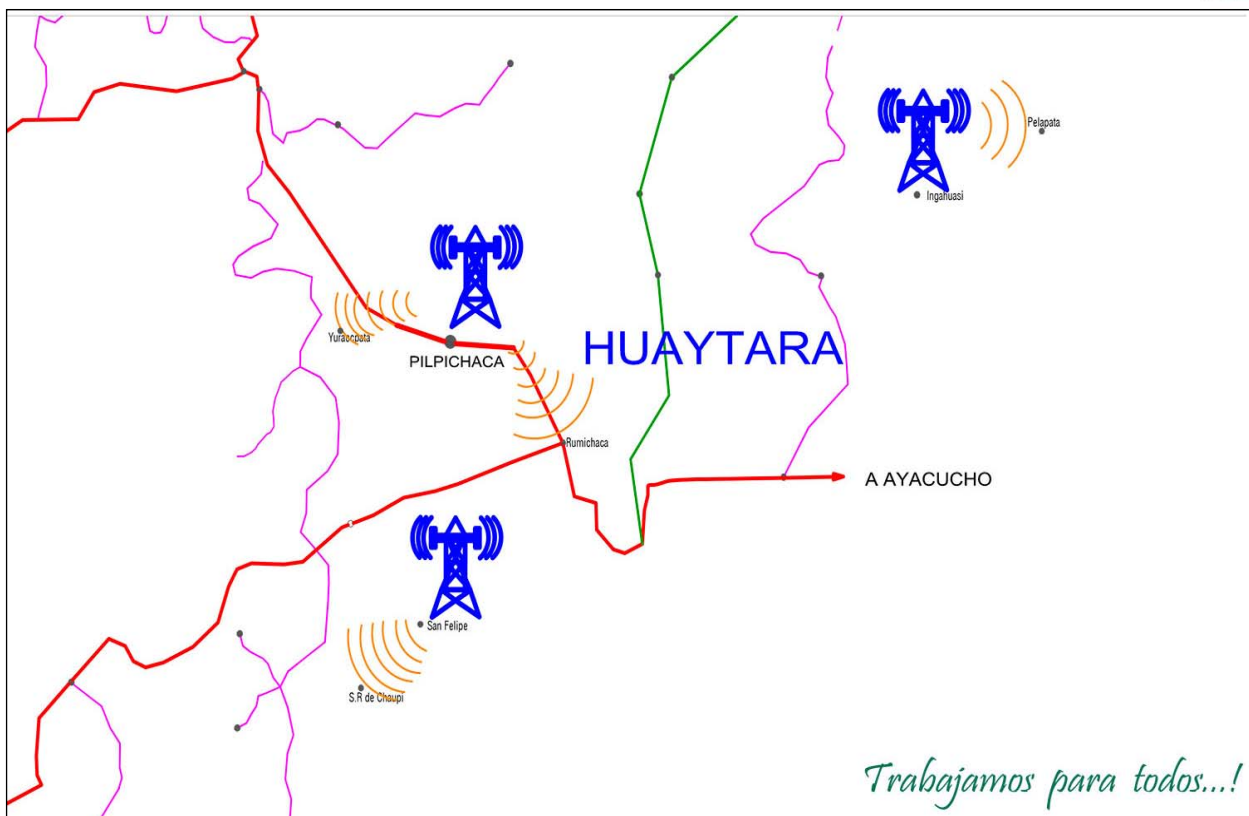 Pelapata
Ingahuasi
Yuraccpata
HUAYTARA
PILPICHACA
Rumichaca
A AYACUCHO
San Felipe
S.R de Chaupi
Trabajamos para todos...!